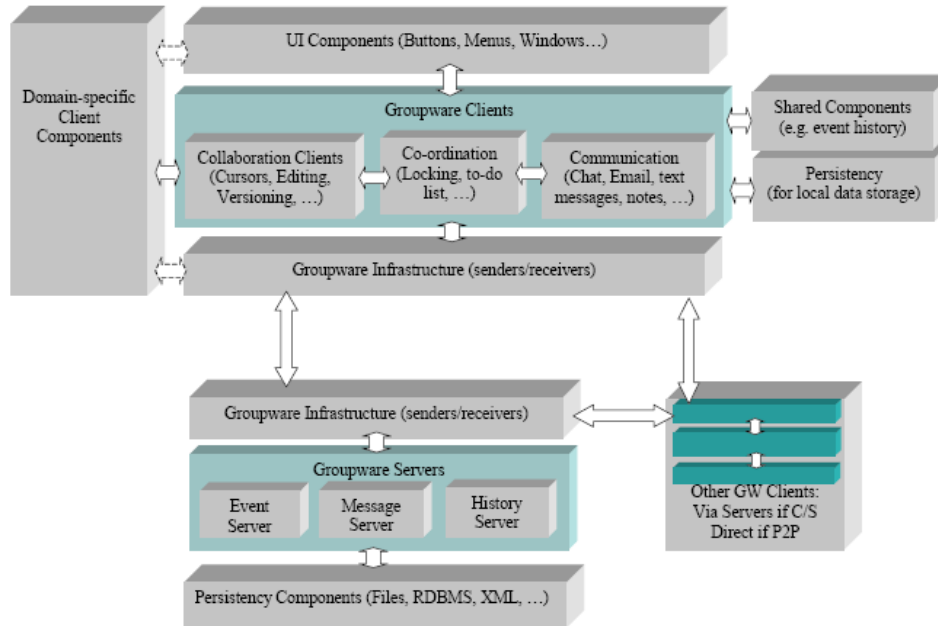 UI Components (Buttons, Menus, Windows…)
Domain-specific
Client
Components
Groupware Clients
Collaboration Clients
(Cursors, Editing,
Versioning, …)
Co-ordination
(Locking, to-do
list, …)
Communication
(Chat, Email, text
messages, notes, …)
Shared Components
(e.g. event history)
Persistency
(for local data storage)
Groupware Infrastructure (senders/receivers)
Groupware Infrastructure (senders/receivers)
Groupware Servers
Event
Server
Message
Server
History
Server
Other GW Clients:
Via Servers if C/S
Direct if P2P
Persistency Components (Files, RDBMS, XML, …)